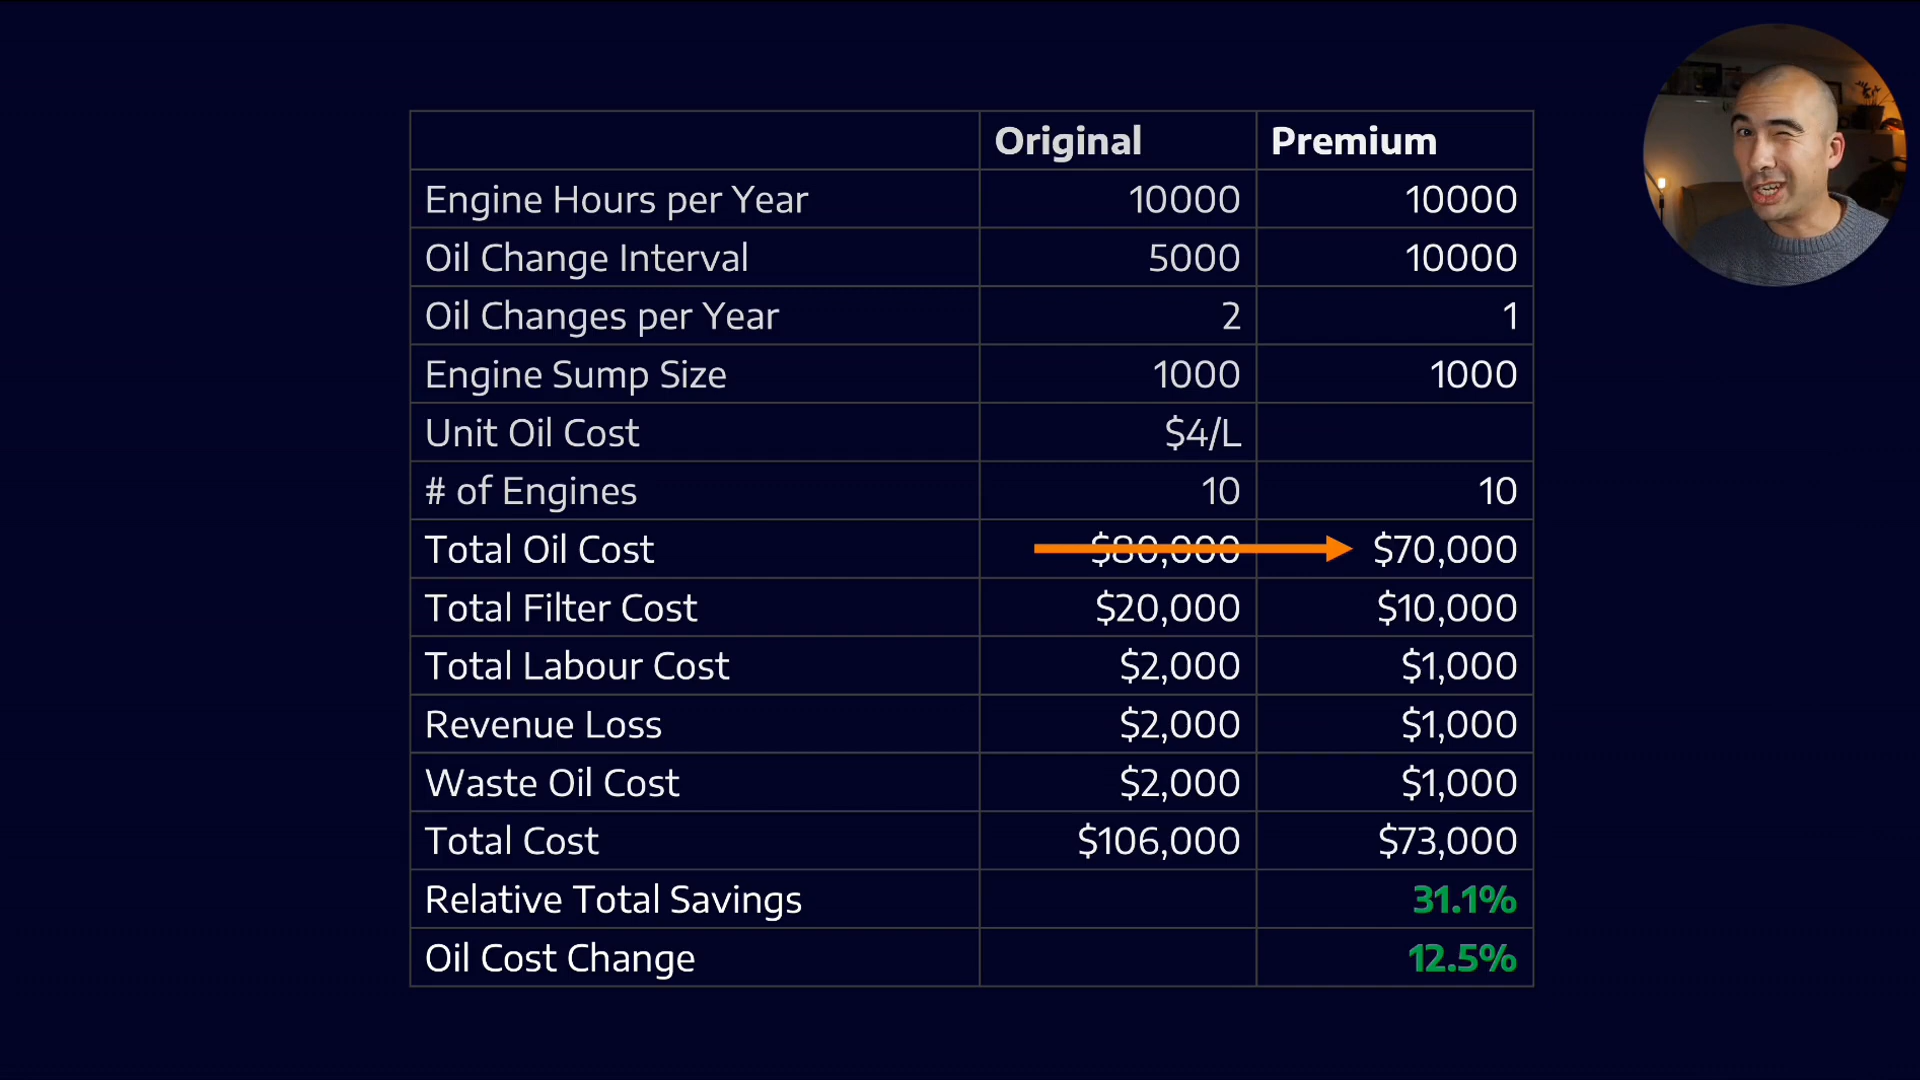 Original Premium
Engine Hours per Year 10000 10000
Oil Change Interval 5000 10000
Oil Changes per Year 2 1
Engine Sump Size 1000 1000
Unit Oil Cost $4/L
# of Engines 10 10
Total Oil Cost $80,000 $70,000
Total Filter Cost $20,000 $10,000
Total Labour Cost $2,000 $1,000
Revenue Loss $2,000 $1,000
Waste Oil Cost $2,000 $1,000
Total Cost $106,000 $73,000
Relative Total Savings 31.1%
Oil Cost Change 12.5%